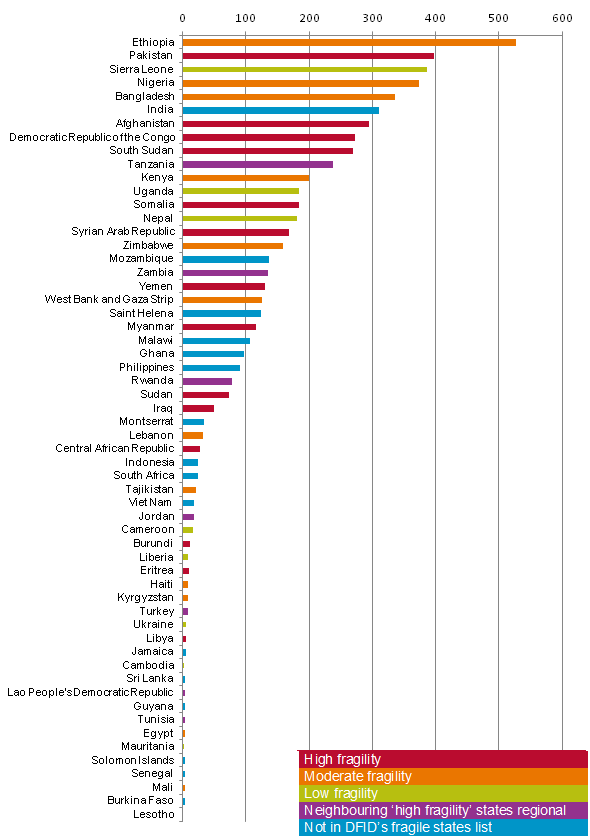 0 100 200 300 400 500 600
Ethiopia
Pakistan
Sierra Leone
Nigeria
Bangladesh
India
Afghanistan
Democratic Republic of the Congo
South Sudan
Tanzania
Kenya
Uganda
Somalia
Nepal
Syrian Arab Republic
Zimbabwe
Mozambique
Zambia
Yemen
West Bank and Gaza Strip
Saint Helena
Myanmar
Malawi
Ghana
Philippines
Rwanda
Sudan
Iraq
Montserrat
Lebanon
Central African Republic
Indonesia
South Africa
Tajikistan
Viet Nam
Jordan
Cameroon
Burundi
Liberia
Eritrea
Haiti
Kyrgyzstan
Turkey
Ukraine
Libya
Jamaica
Cambodia
Sri Lanka
Lao People's Democratic Republic
Guyana
Tunisia
Egypt
Mauritania
Solomon Islands
Senegal
Mali
Burkina Faso
Lesotho
High fragility
Moderate fragility
Low fragility
Neighbouring ‘high fragility’ states regional
Not in DFID’s fragile states list